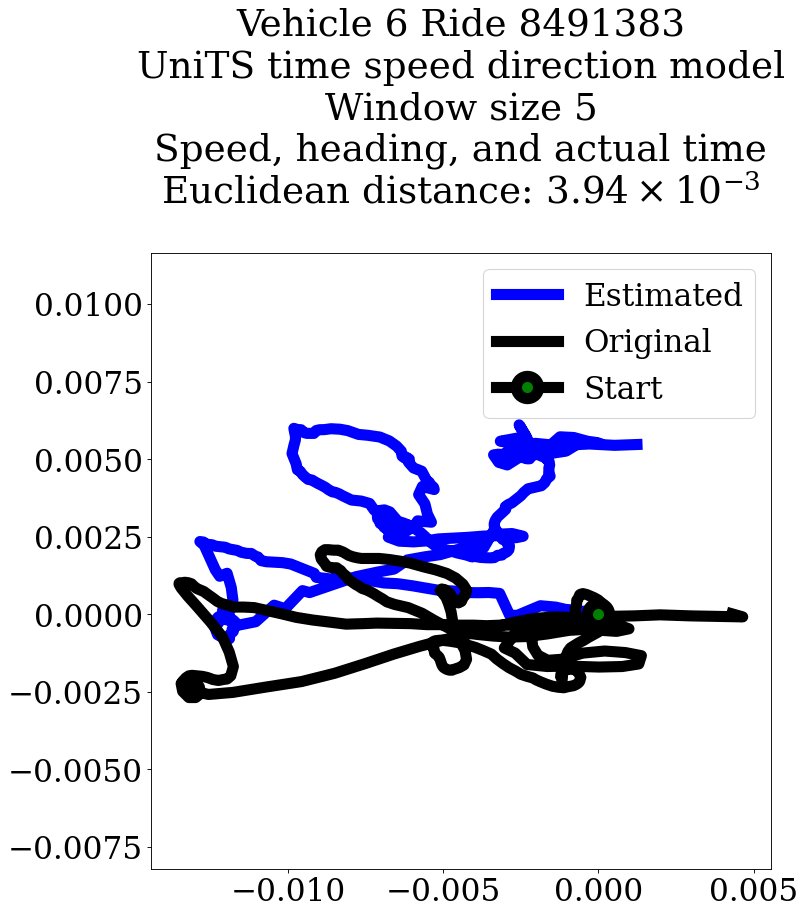 Vehicle 6 Ride 8491383
UniTS time speed direction model
Window size 5
Speed, heading, and actual time
Euclidean distance: 3.94 × 10⁻³
Estimated
Original
Start
0.0100
0.0075
0.0050
0.0025
0.0000
−0.0025
−0.0050
−0.0075
−0.010 −0.005 0.000 0.005